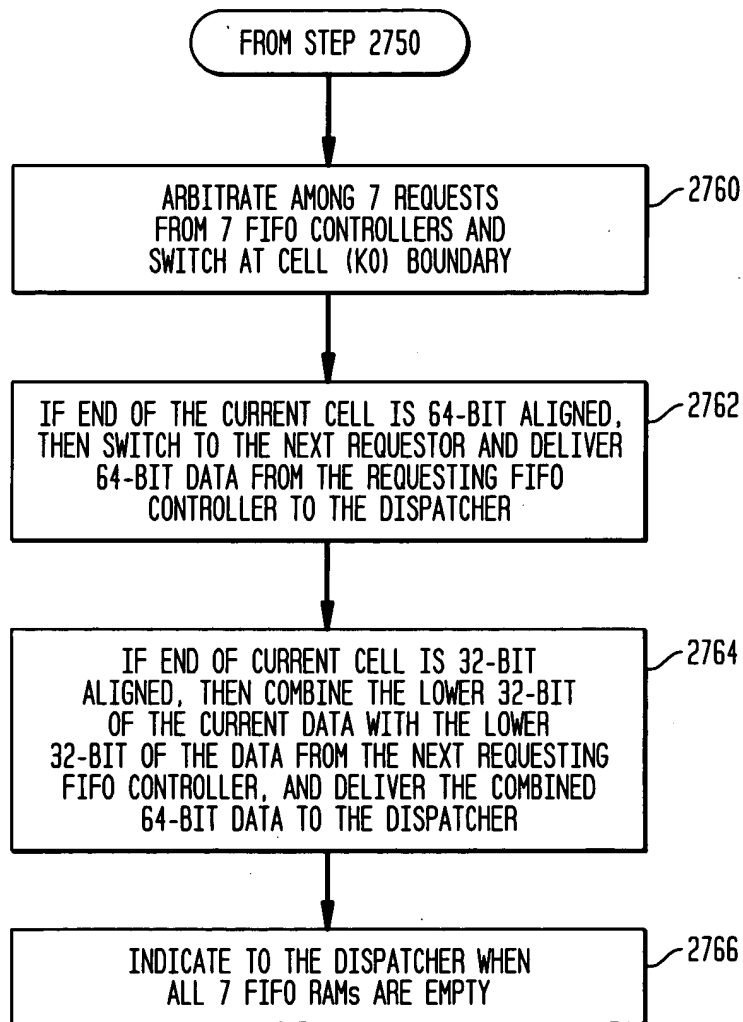 FROM STEP 2750
ARBITRATE AMONG 7 REQUESTS
FROM 7 FIFO CONTROLLERS AND
SWITCH AT CELL (K0) BOUNDARY
2760
IF END OF THE CURRENT CELL IS 64-BIT ALIGNED,
THEN SWITCH TO THE NEXT REQUESTOR AND DELIVER
64-BIT DATA FROM THE REQUESTING FIFO
CONTROLLER TO THE DISPATCHER
2762
IF END OF CURRENT CELL IS 32-BIT
ALIGNED, THEN COMBINE THE LOWER 32-BIT
OF THE CURRENT DATA WITH THE LOWER
32-BIT OF THE DATA FROM THE NEXT REQUESTING
FIFO CONTROLLER, AND DELIVER THE COMBINED
64-BIT DATA TO THE DISPATCHER
2764
INDICATE TO THE DISPATCHER WHEN
ALL 7 FIFO RAMs ARE EMPTY
2766